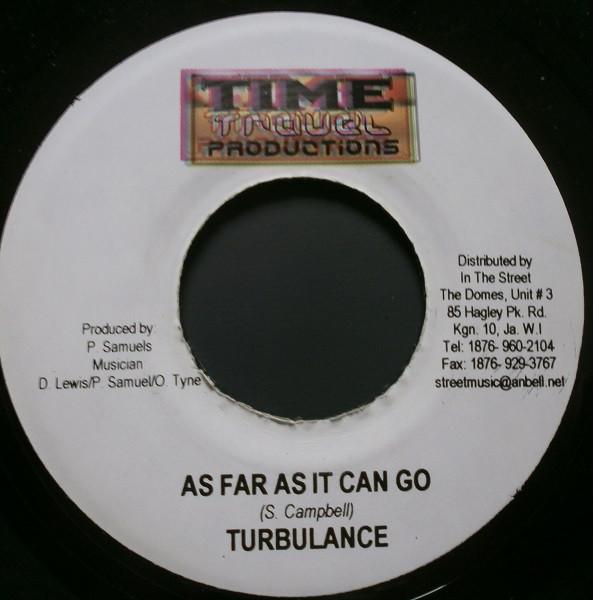 TIME
TRAVEL
PRODUCTIONS
Distributed by
In The Street
The Domes, Unit # 3
85 Hagley Pk. Rd.
Kgn. 10, Ja. W.I
Tel: 1876- 960-2104
Fax: 1876- 929-3767
streetmusic@anbell.net
Produced by:
P. Samuels
Musician
D. Lewis/P. Samuel/O. Tyne
AS FAR AS IT CAN GO
(S. Campbell)
TURBULANCE